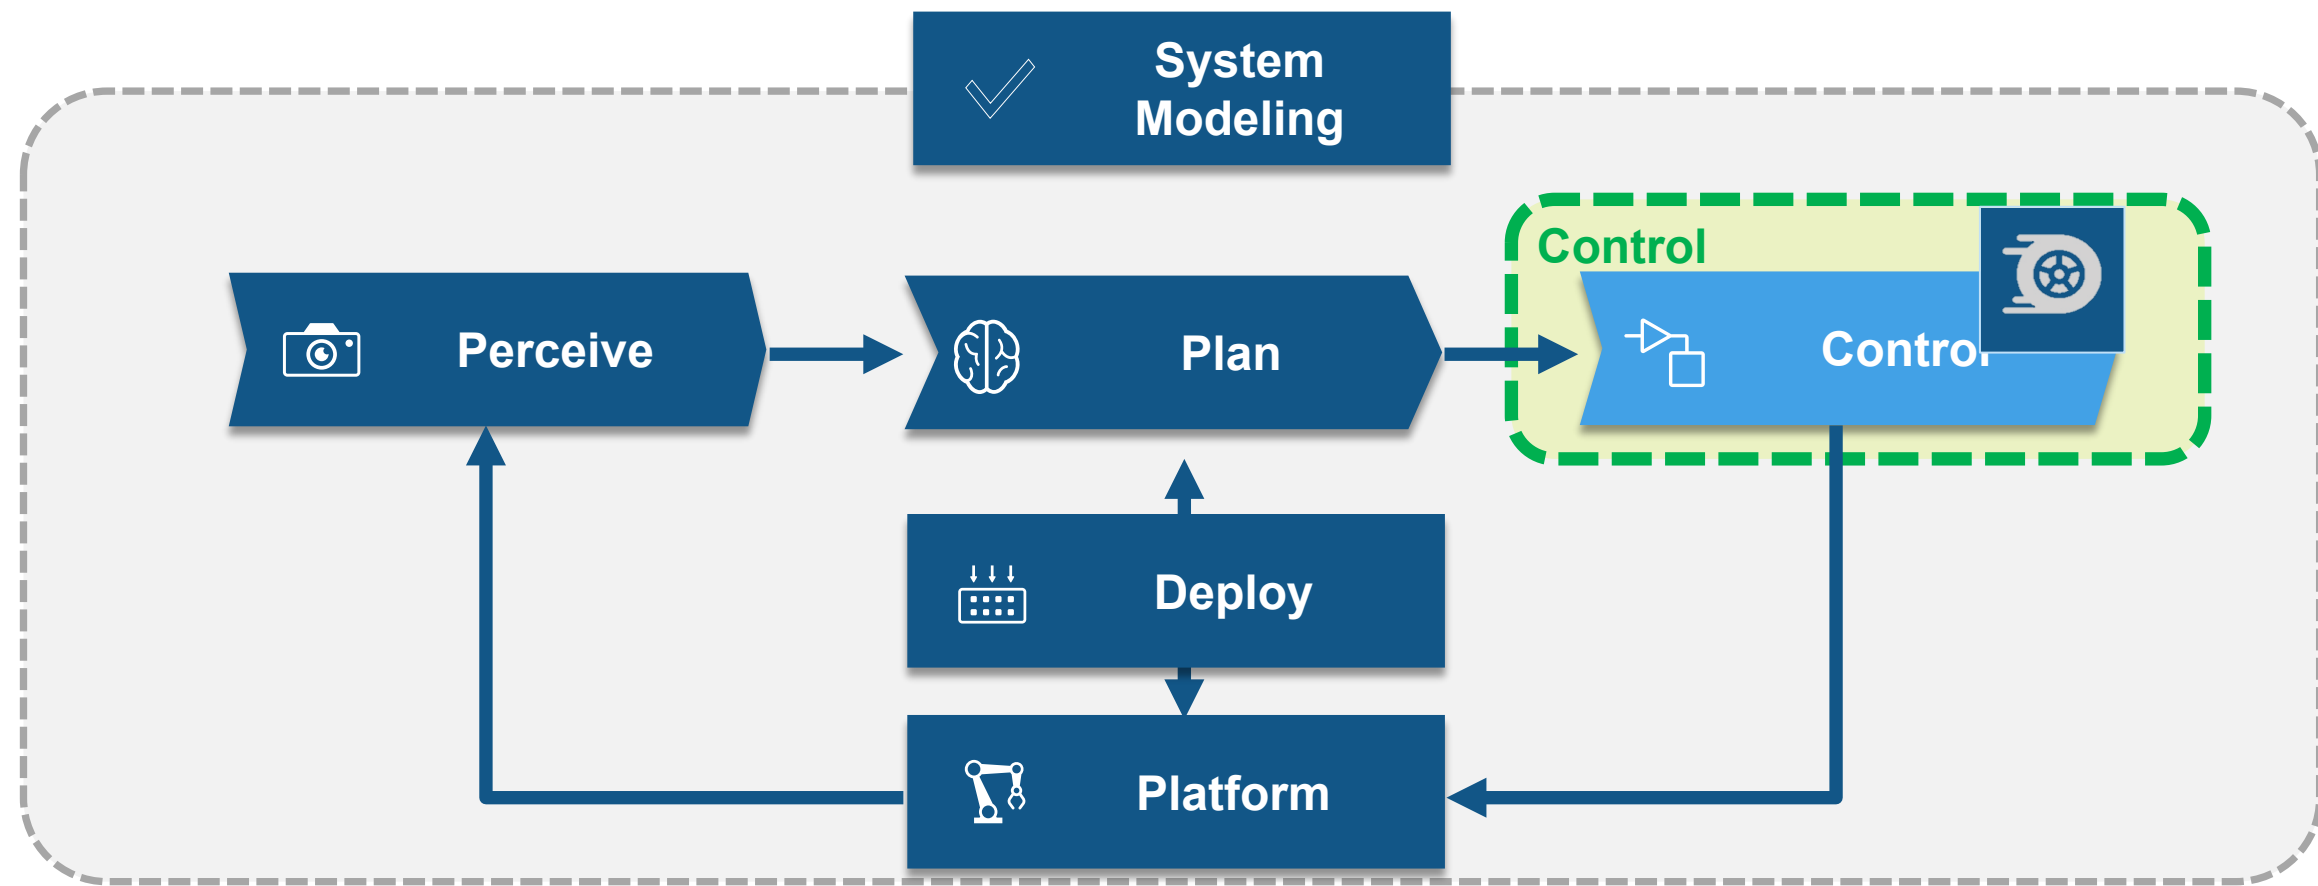 System
Modeling
Control
Perceive
Plan
Control
Deploy
Platform